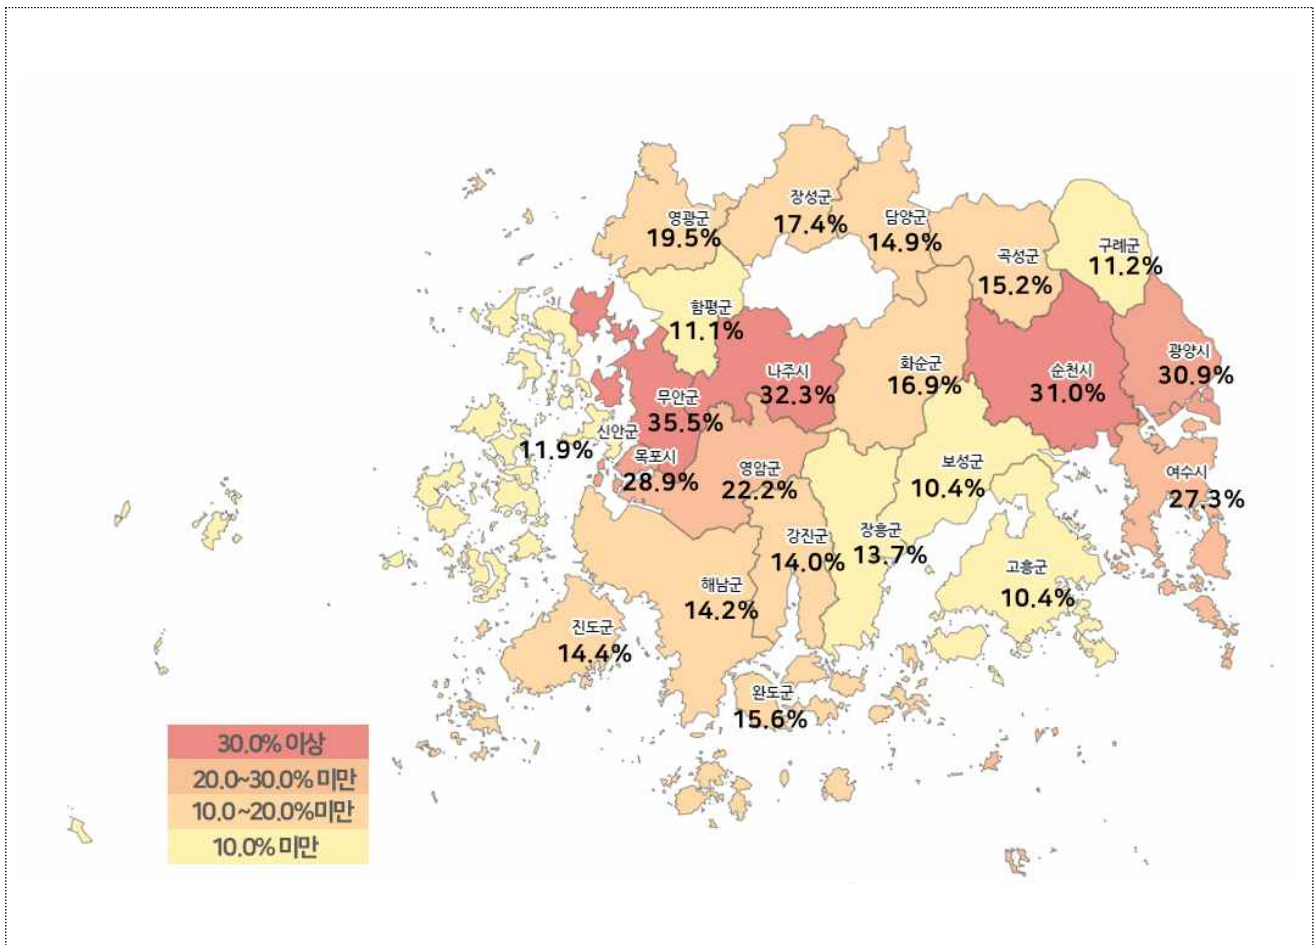 장성군
17.4%
영광군
19.5%
담양군
14.9%
곡성군
15.2%
구례군
11.2%
함평군
11.1%
나주시
32.3%
화순군
16.9%
순천시
31.0%
광양시
30.9%
무안군
35.5%
신안군
11.9%
목포시
28.9%
영암군
22.2%
보성군
10.4%
여수시
27.3%
강진군
14.0%
장흥군
13.7%
고흥군
10.4%
해남군
14.2%
진도군
14.4%
완도군
15.6%
30.0% 이상
20.0~30.0% 미만
10.0~20.0%미만
10.0% 미만